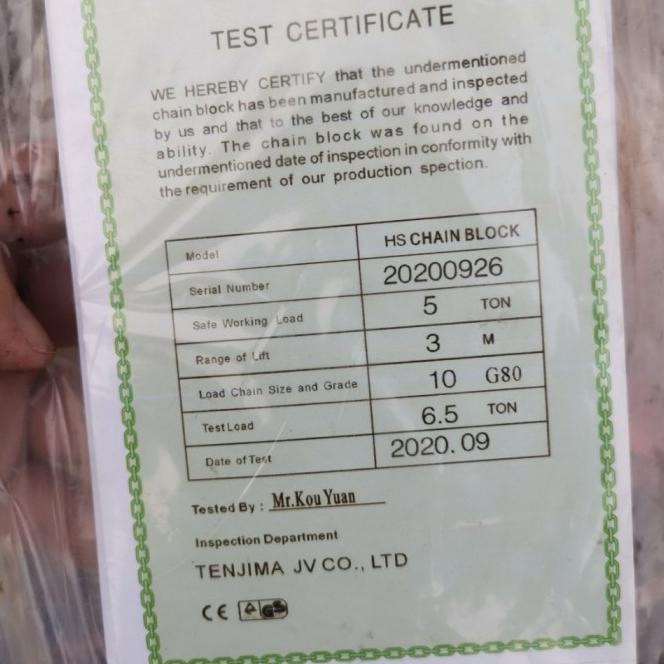 TEST CERTIFICATE
WE HEREBY CERTIFY that the undermentioned
chain block has been manufactured and inspected
by us and that to the best of our knowledge and
ability. The chain block was found on the
undermentioned date of inspection in conformity with
the requirement of our production spection.
Model HS CHAIN BLOCK
Serial Number 20200926
Safe Working Load 5 TON
Range of Lift 3 M
Load Chain Size and Grade 10 G80
Test Load 6.5 TON
Date of Test 2020.09
Tested By : Mr.Kou Yuan
Inspection Department
TENJIMA JV CO., LTD
CE GS